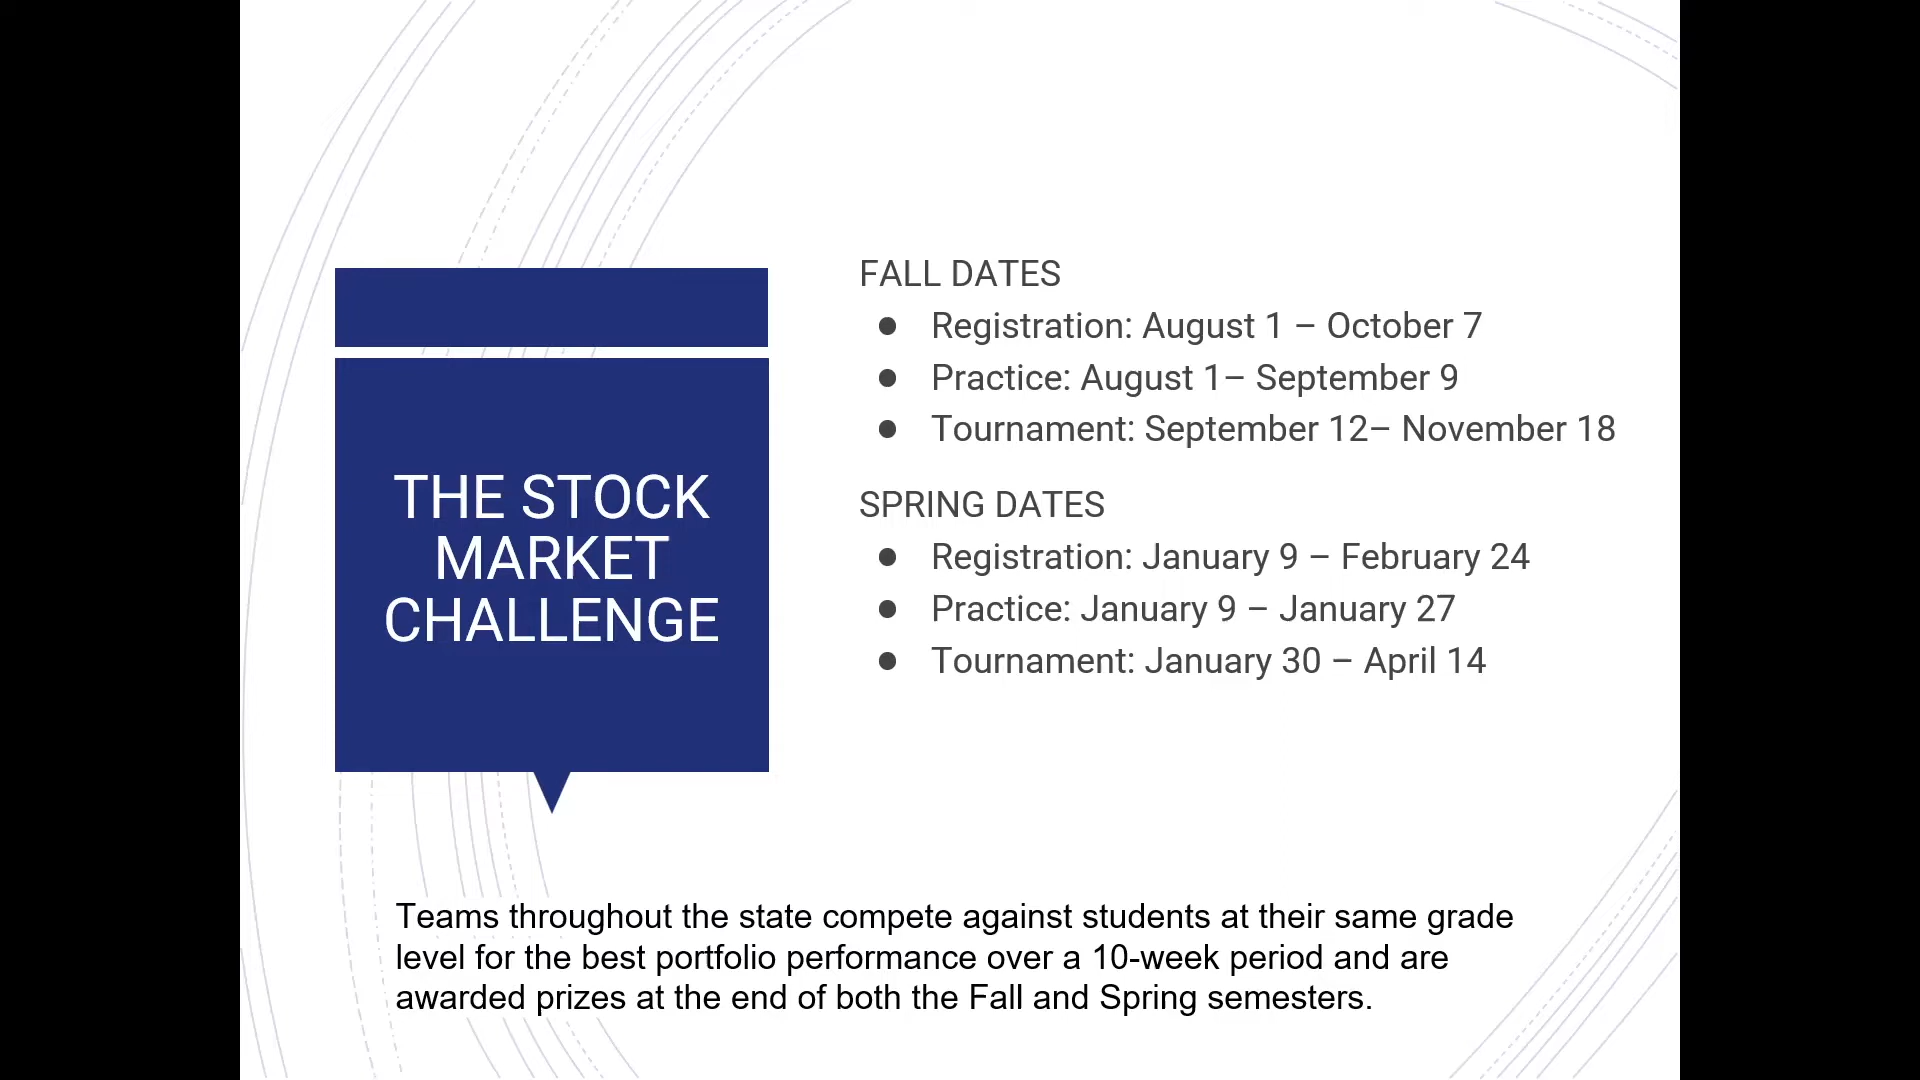 THE STOCK
MARKET
CHALLENGE
FALL DATES
● Registration: August 1 – October 7
● Practice: August 1– September 9
● Tournament: September 12– November 18
SPRING DATES
● Registration: January 9 – February 24
● Practice: January 9 – January 27
● Tournament: January 30 – April 14
Teams throughout the state compete against students at their same grade
level for the best portfolio performance over a 10-week period and are
awarded prizes at the end of both the Fall and Spring semesters.